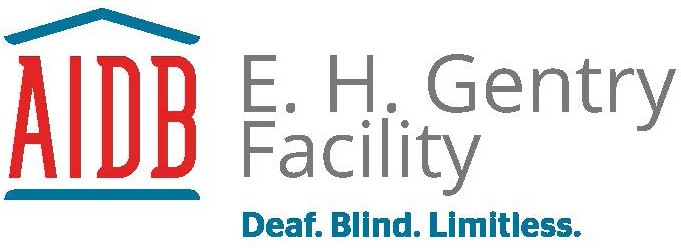 AIDB
E. H. Gentry
Facility
Deaf. Blind. Limitless.